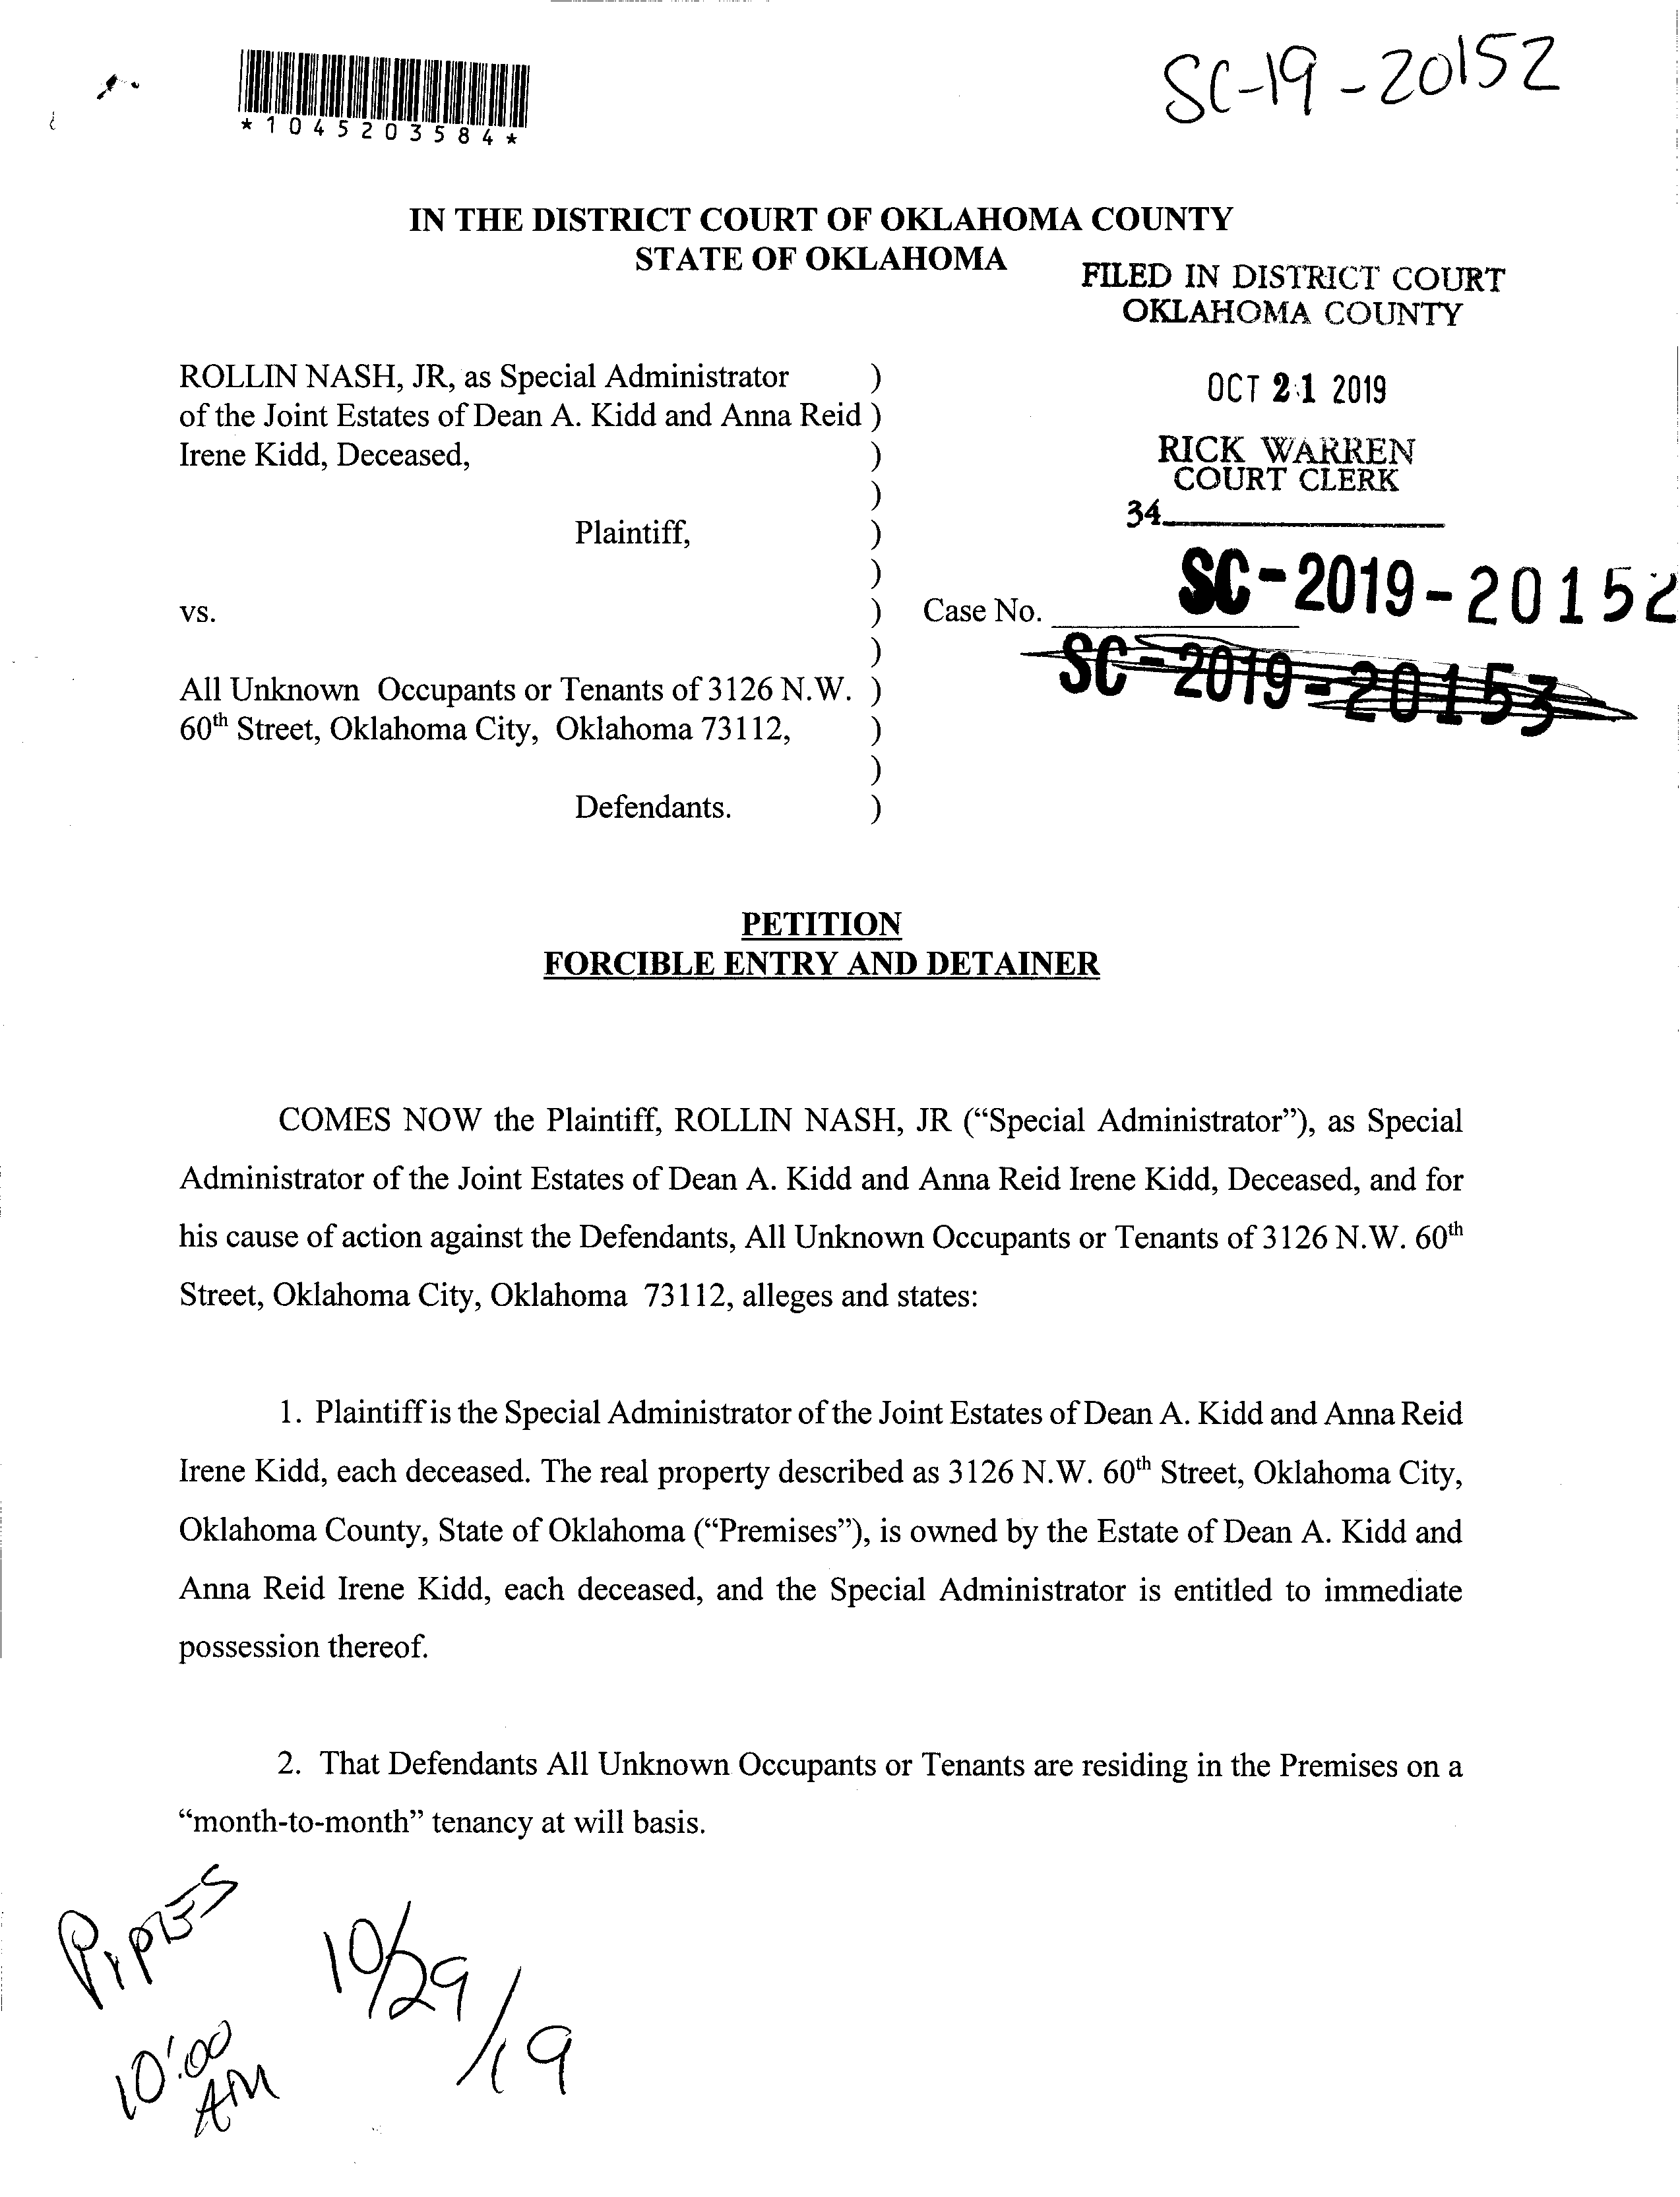 SC-19-20152
*1045203584*
IN THE DISTRICT COURT OF OKLAHOMA COUNTY
STATE OF OKLAHOMA
FILED IN DISTRICT COURT
OKLAHOMA COUNTY
OCT 21 2019
RICK WARREN
COURT CLERK
34
ROLLIN NASH, JR, as Special Administrator )
of the Joint Estates of Dean A. Kidd and Anna Reid )
Irene Kidd, Deceased, )
)
Plaintiff, )
)
vs. ) Case No. SC-2019-20152
)
SC-2019-20153
All Unknown Occupants or Tenants of 3126 N.W. )
60th Street, Oklahoma City, Oklahoma 73112, )
)
Defendants. )
PETITION
FORCIBLE ENTRY AND DETAINER
COMES NOW the Plaintiff, ROLLIN NASH, JR (“Special Administrator”), as Special
Administrator of the Joint Estates of Dean A. Kidd and Anna Reid Irene Kidd, Deceased, and for
his cause of action against the Defendants, All Unknown Occupants or Tenants of 3126 N.W. 60th
Street, Oklahoma City, Oklahoma 73112, alleges and states:
1. Plaintiff is the Special Administrator of the Joint Estates of Dean A. Kidd and Anna Reid
Irene Kidd, each deceased. The real property described as 3126 N.W. 60th Street, Oklahoma City,
Oklahoma County, State of Oklahoma (“Premises”), is owned by the Estate of Dean A. Kidd and
Anna Reid Irene Kidd, each deceased, and the Special Administrator is entitled to immediate
possession thereof.
2. That Defendants All Unknown Occupants or Tenants are residing in the Premises on a
“month-to-month” tenancy at will basis.
10/29/19
10:00
AM